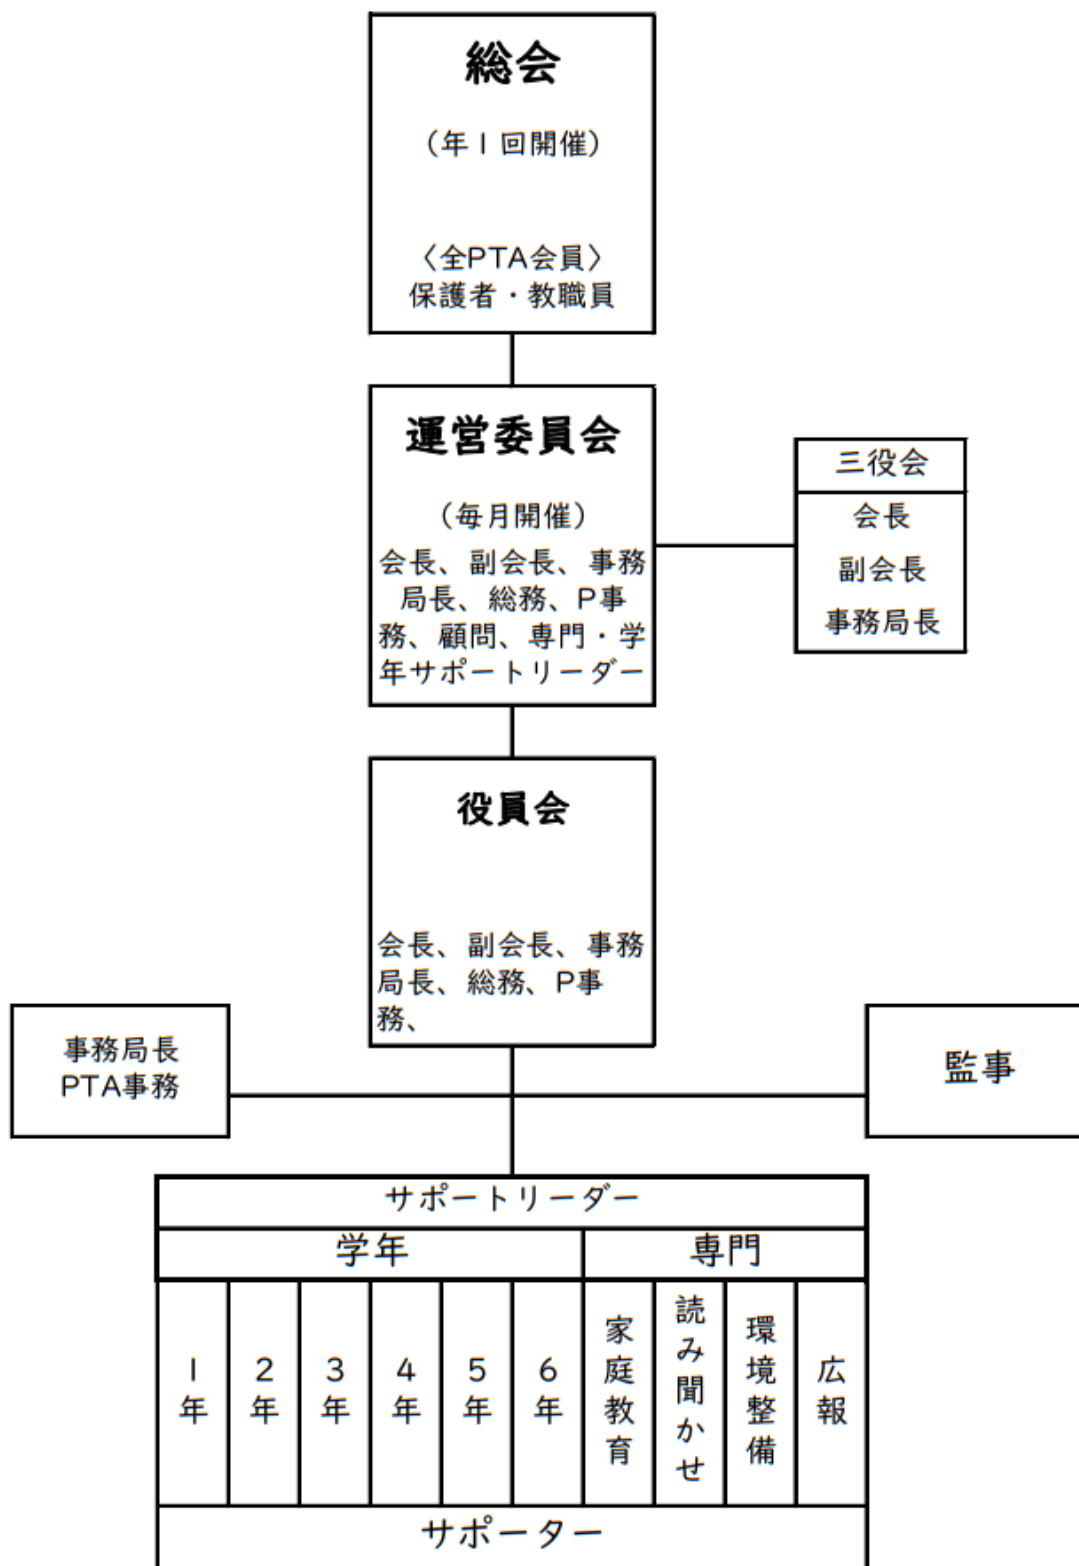 総会
（年１回開催）
〈全PTA会員〉
保護者・教職員
運営委員会
（毎月開催）
会長、副会長、事務
局長、総務、P事
務、顧問、専門・学
年サポートリーダー
三役会
会長
副会長
事務局長
役員会
会長、副会長、事務
局長、総務、P事
務、
事務局長
PTA事務
監事
サポートリーダー
学年
専門
１年
２年
３年
４年
５年
６年
家庭教育
読み聞かせ
環境整備
広報
サポーター